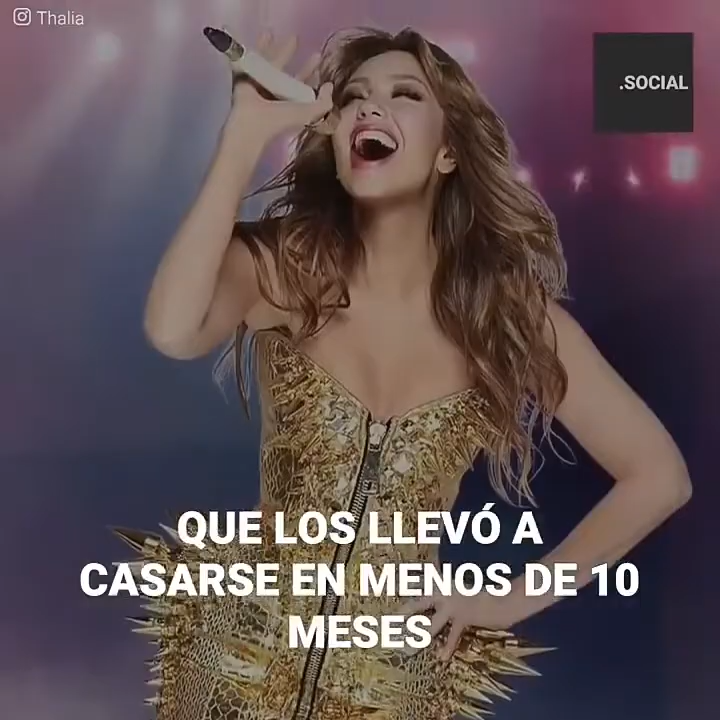 Thalia
.SOCIAL
QUE LOS LLEVÓ A
CASARSE EN MENOS DE 10
MESES